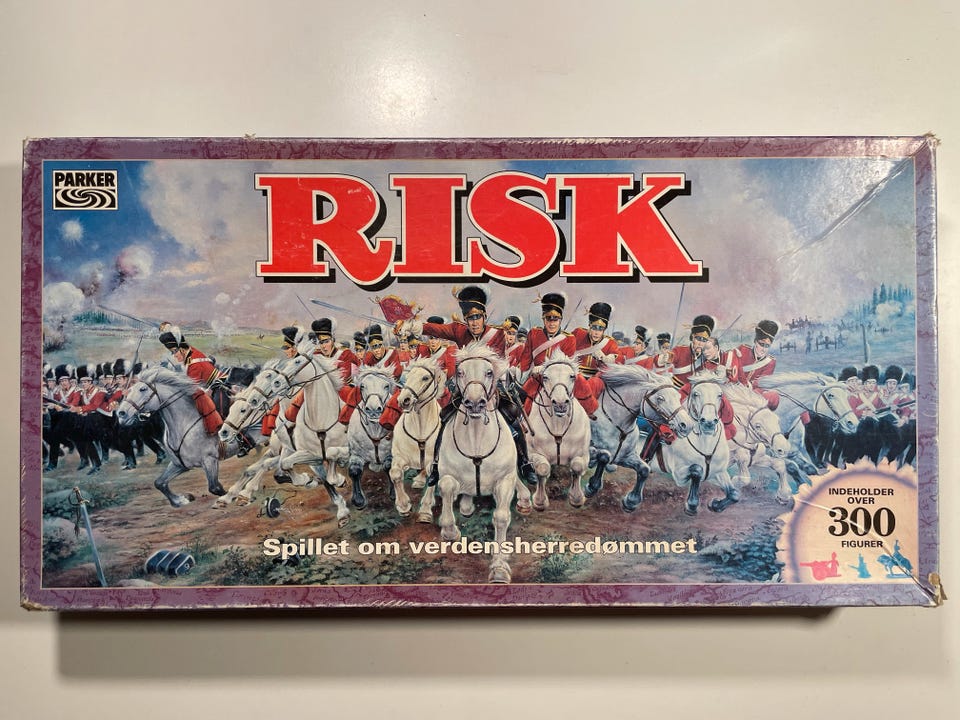 PARKER
RISK
Spillet om verdensherredømmet
INDEHOLDER
OVER
300
FIGURER